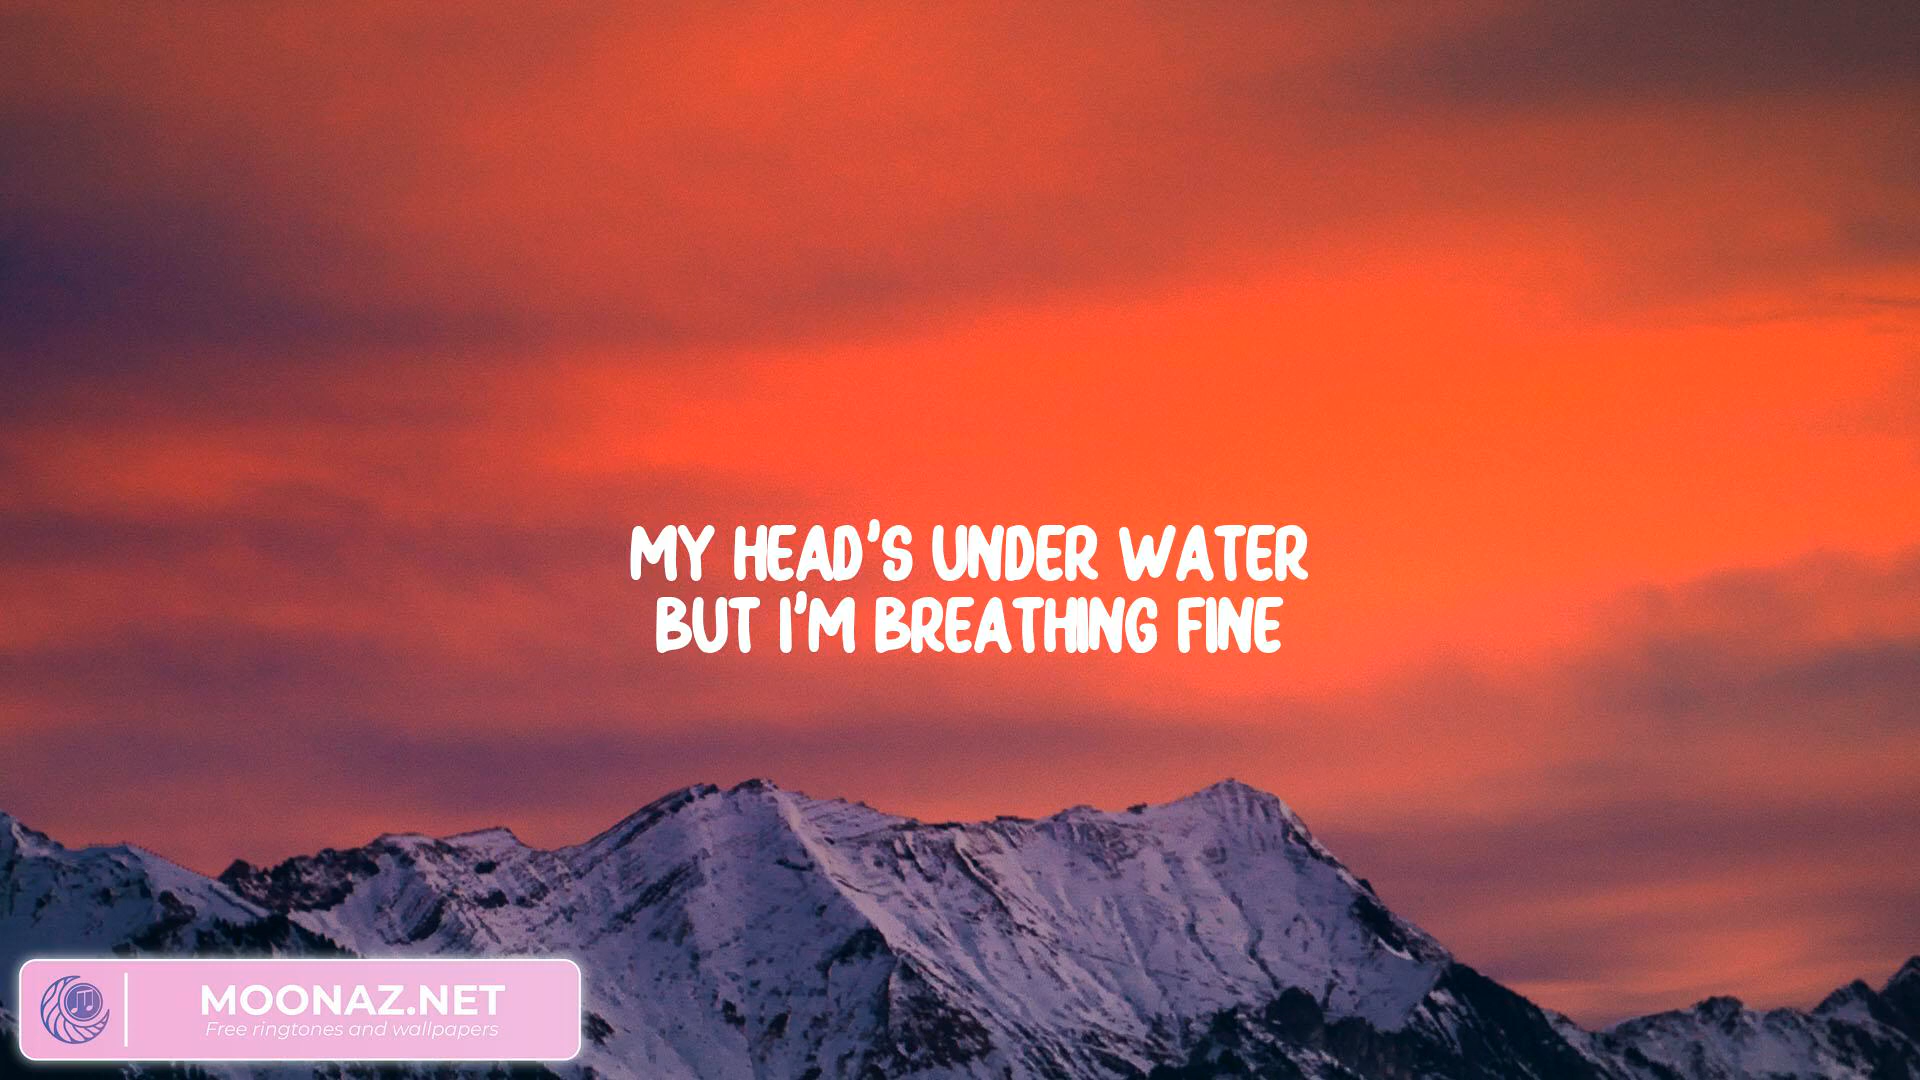 MY HEAD'S UNDER WATER
BUT I'M BREATHING FINE
MOONAZ.NET
Free ringtones and wallpapers